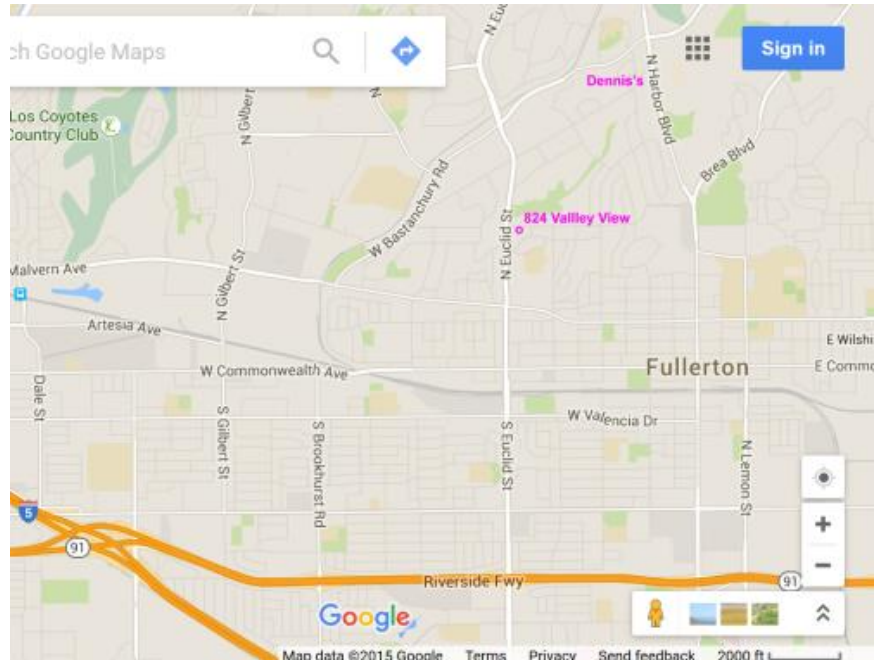 ch Google Maps
Sign in
N Euc
Dennis's
N Harbor Blvd
Los Coyotes
Country Club
N Gilbert
N
Brea Blvd
W Bastanchury Rd
824 Vallley View
N Euclid St
Malvern Ave
N Gilbert St
Artesia Ave
E Wilshi
W Commonwealth Ave
Fullerton
E Commo
Dale St
S Gilbert St
S Brookhurst Rd
S Euclid St
W Valencia Dr
N Lemon St
5
91
Riverside Fwy
91
Google
Map data ©2015 Google Terms Privacy Send feedback 2000 ft